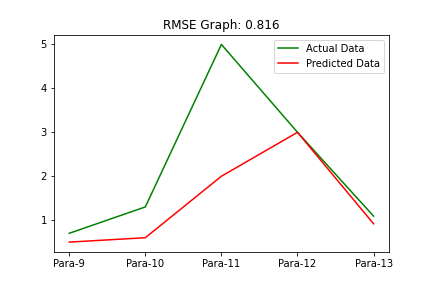 RMSE Graph: 0.816
Actual Data
Predicted Data
5
4
3
2
1
Para-9 Para-10 Para-11 Para-12 Para-13